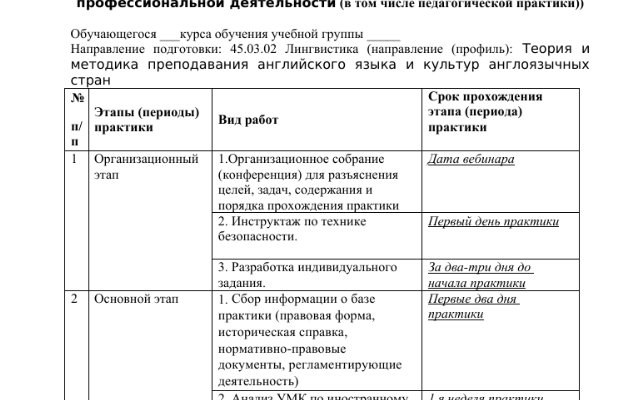 профессиональной деятельности (в том числе педагогической практики))
Обучающегося ___курса обучения учебной группы _____
Направление подготовки: 45.03.02 Лингвистика (направление (профиль): Теория и
методика преподавания английского языка и культур англоязычных
стран
№ п/п
Этапы (периоды)
практики
Вид работ
Срок прохождения
этапа (периода)
практики
1
Организационный
этап
1.Организационное собрание
(конференция) для разъяснения
целей, задач, содержания и
порядка прохождения практики
Дата вебинара
2. Инструктаж по технике
безопасности.
Первый день практики
3. Разработка индивидуального
задания.
За два-три дня до
начала практики
2
Основной этап
1. Сбор информации о базе
практики (правовая форма,
историческая справка,
нормативно-правовые
документы, регламентирующие
деятельность)
Первые два дня
практики
2. Анализ УМК по иностранному
1-я неделя практики